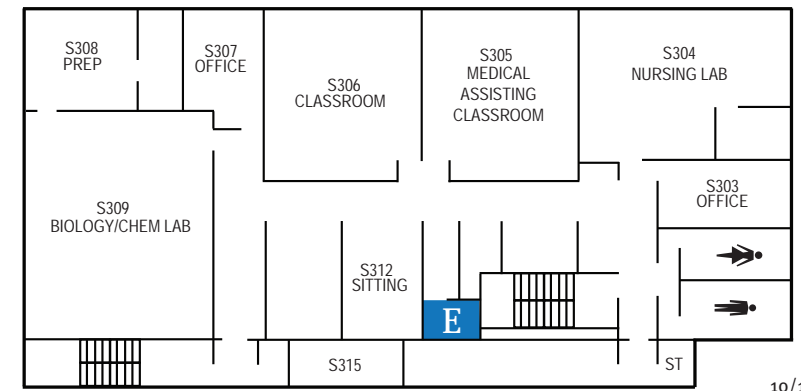 S308
PREP
S307
OFFICE
S306
CLASSROOM
S305
MEDICAL
ASSISTING
CLASSROOM
S304
NURSING LAB
S303
OFFICE
S309
BIOLOGY/CHEM LAB
S312
SITTING
E
S315
ST